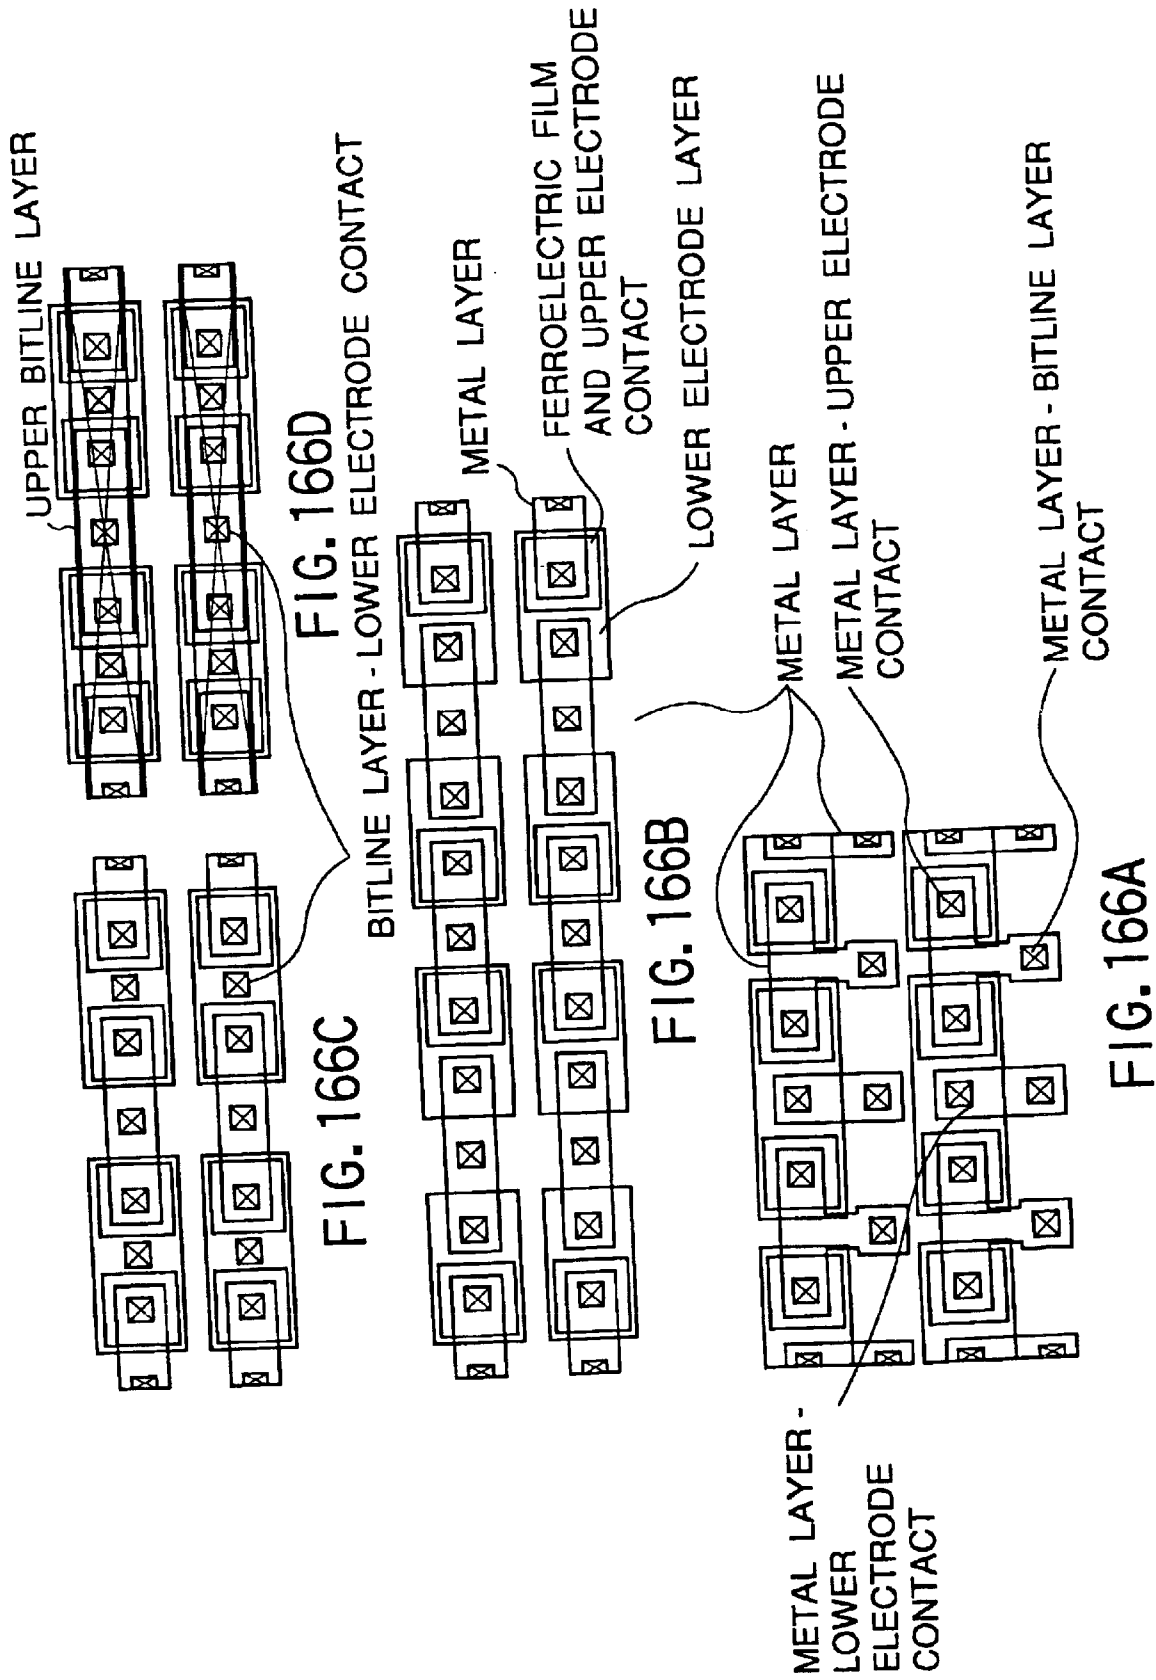 UPPER BITLINE LAYER
FIG. 166D
FIG. 166C
BITLINE LAYER - LOWER ELECTRODE CONTACT
METAL LAYER
FERROELECTRIC FILM
AND UPPER ELECTRODE
CONTACT
LOWER ELECTRODE LAYER
FIG. 166B
METAL LAYER
METAL LAYER - UPPER ELECTRODE
CONTACT
METAL LAYER - BITLINE LAYER
CONTACT
METAL LAYER -
LOWER
ELECTRODE
CONTACT
FIG. 166A